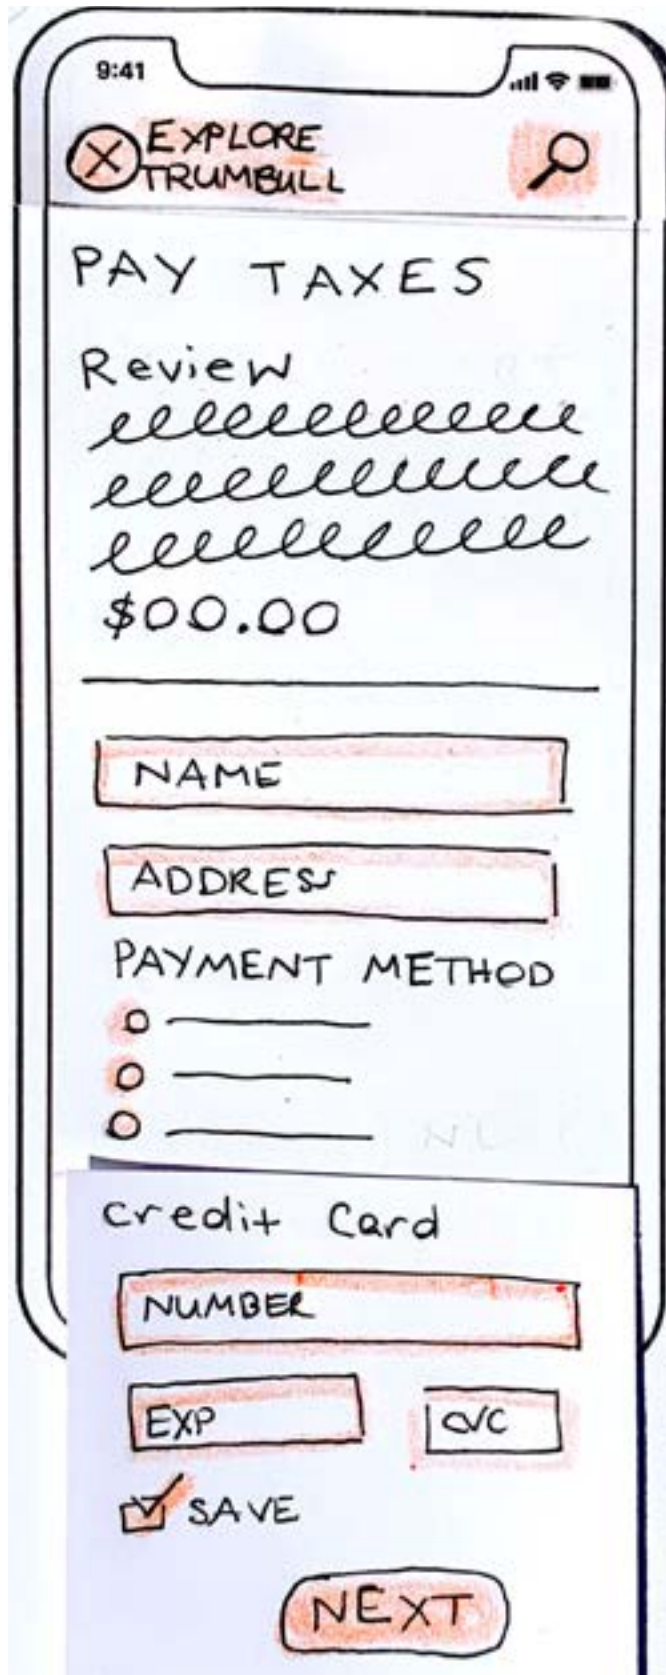 9:41
EXPLORE
TRUMBULL
PAY TAXES
Review
$00.00
NAME
ADDRESS
PAYMENT METHOD
Credit Card
NUMBER
EXP
CVC
SAVE
NEXT